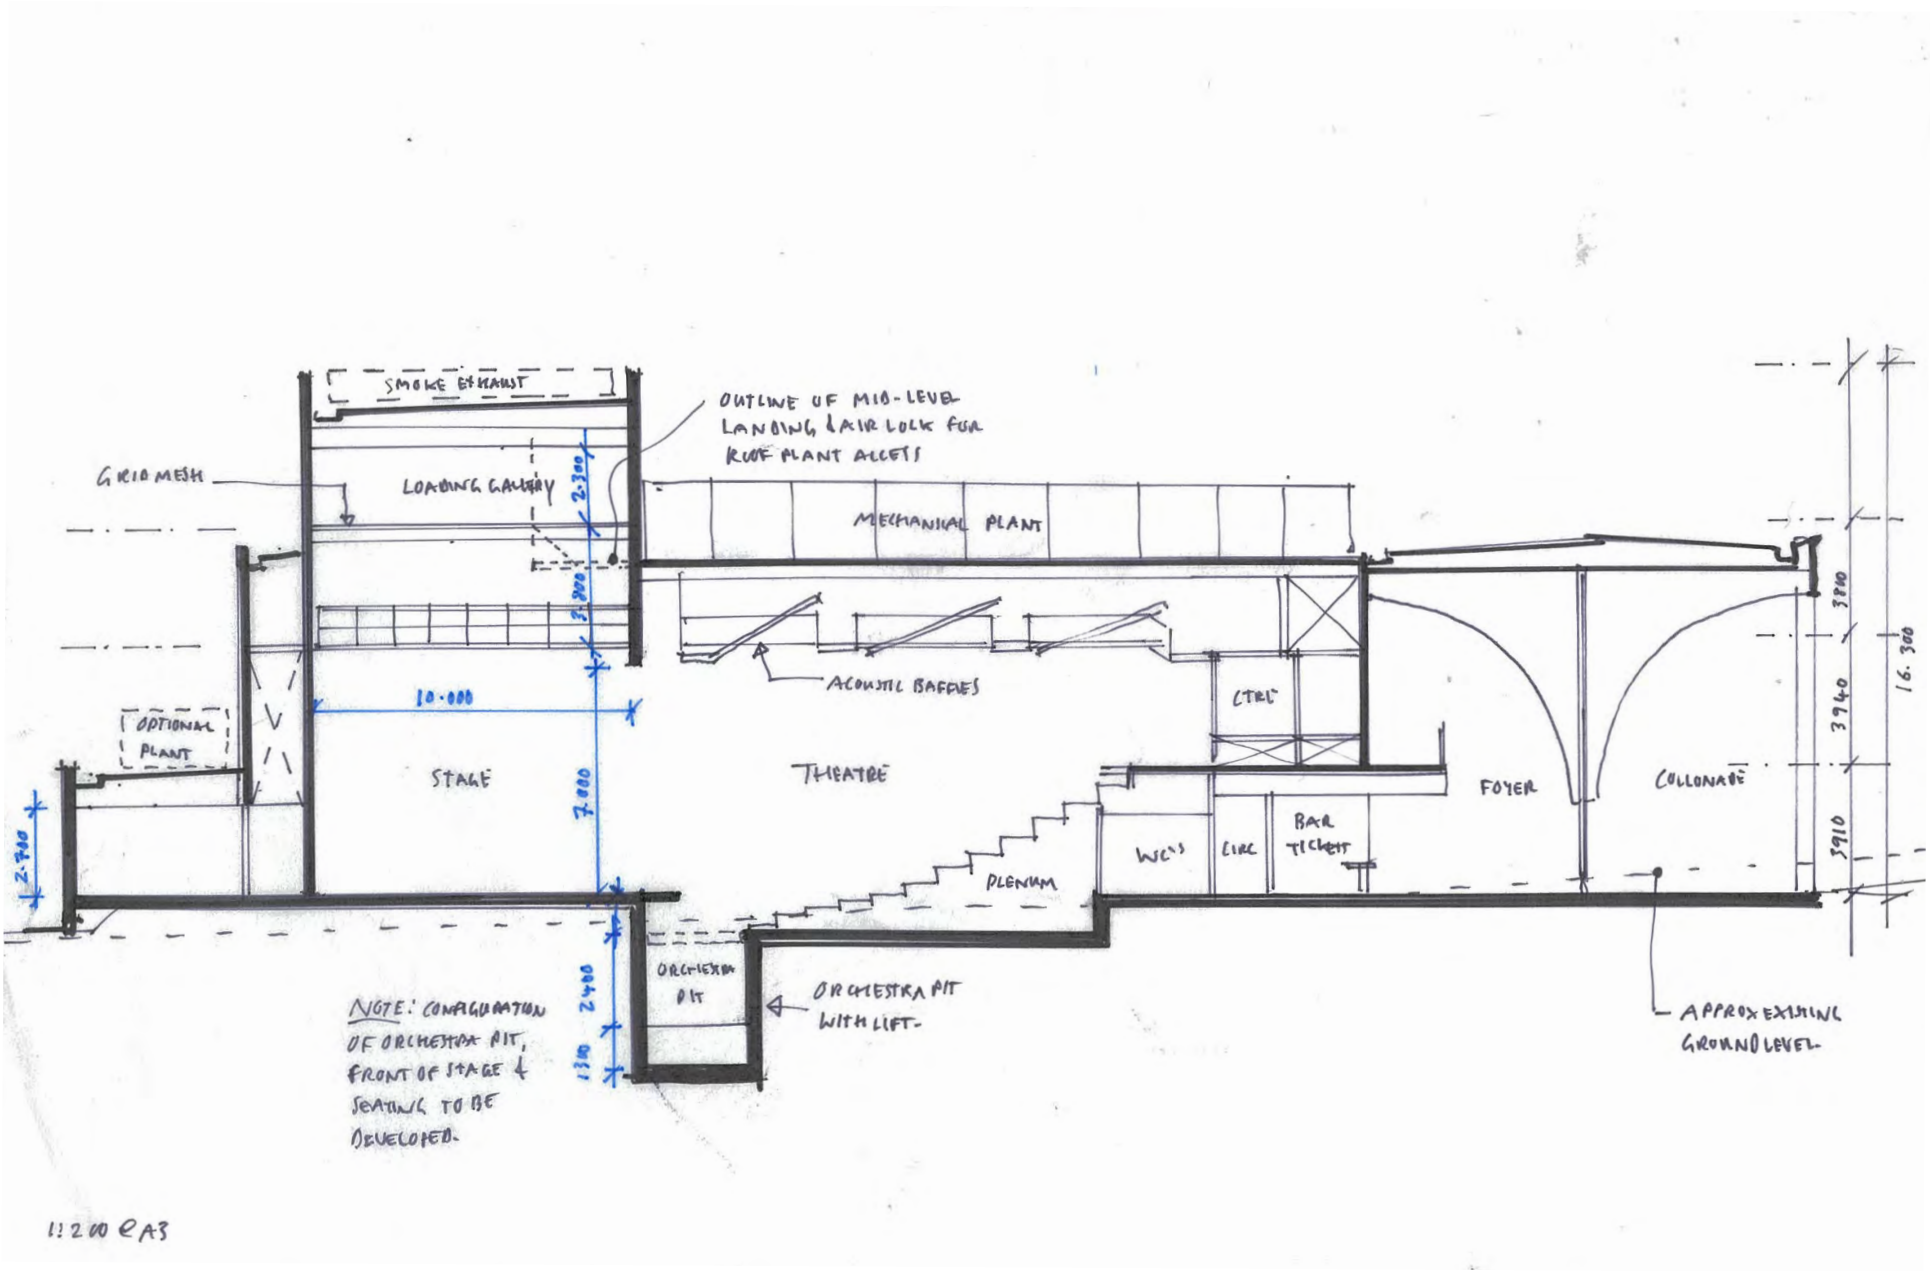 SMOKE EXHAUST
OUTLINE OF MID-LEVEL
LANDING & AIR LOCK FOR
ROOF PLANT ACCESS
GRID MESH
LOADING GALLERY
2.300
MECHANICAL PLANT
3.800
3800
16.300
ACOUSTIC BAFFLES
10.000
CTRL
3940
OPTIONAL
PLANT
STAGE
THEATRE
7.000
FOYER
COLLONADE
BAR
TICKET
WC's
CIRC
3910
2.700
PLENUM
ORCHESTRA
PIT
2400
ORCHESTRA PIT
WITH LIFT.
1300
NOTE: CONFIGURATION
OF ORCHESTRA PIT,
FRONT OF STAGE &
SEATING TO BE
DEVELOPED.
APPROX EXISTING
GROUND LEVEL.
1:200 @ A3